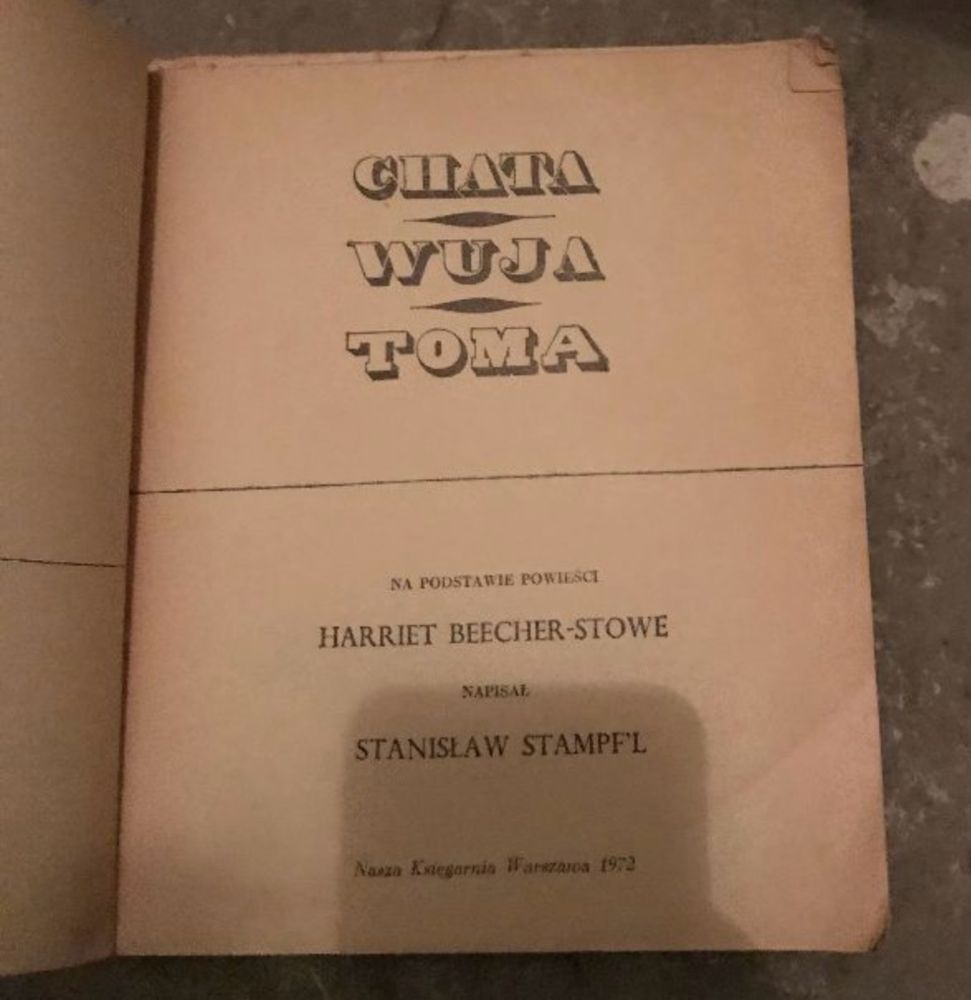 CHATA
WUJA
TOMA
NA PODSTAWIE POWIEŚCI
HARRIET BEECHER-STOWE
NAPISAŁ
STANISŁAW STAMPF'L
Nasza Księgarnia Warszawa 1972